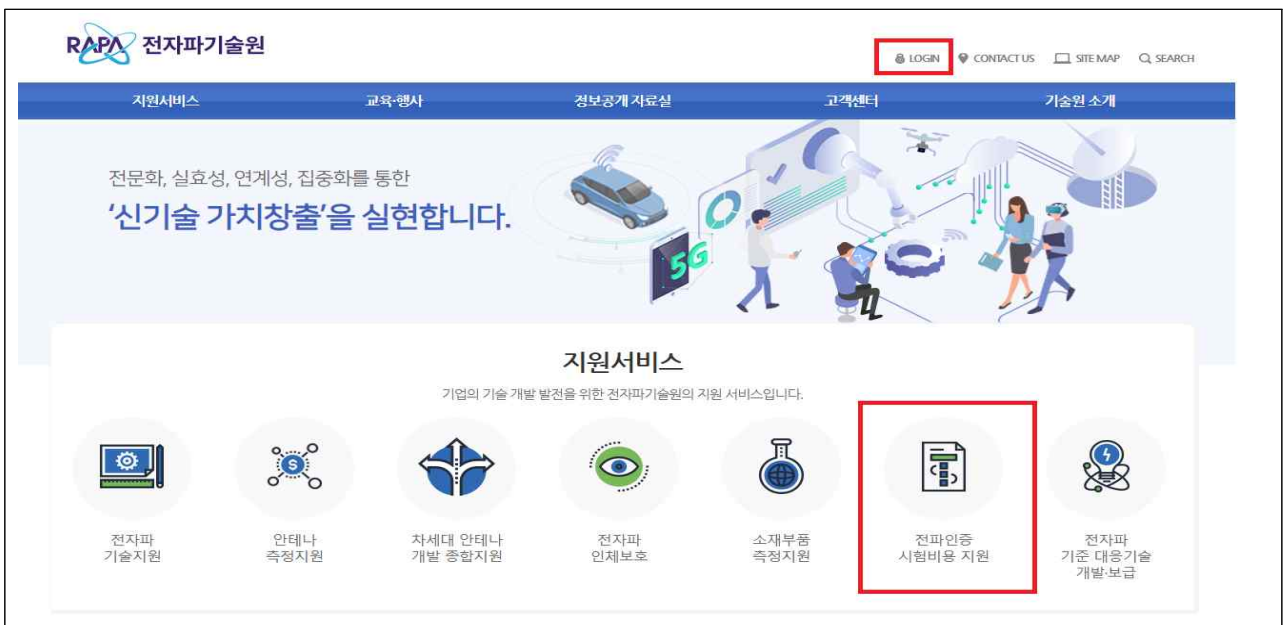 RAPA 전자파기술원
LOGIN CONTACT US SITE MAP SEARCH
지원서비스 교육·행사 정보공개 자료실 고객센터 기술원 소개
전문화, 실효성, 연계성, 집중화를 통한
‘신기술 가치창출’을 실현합니다.
5G
지원서비스
기업의 기술 개발 발전을 위한 전자파기술원의 지원 서비스입니다.
전자파
기술지원
안테나
측정지원
차세대 안테나
개발 종합지원
전자파
인체보호
소재부품
측정지원
전파인증
시험비용 지원
전자파
기준 대응기술
개발·보급